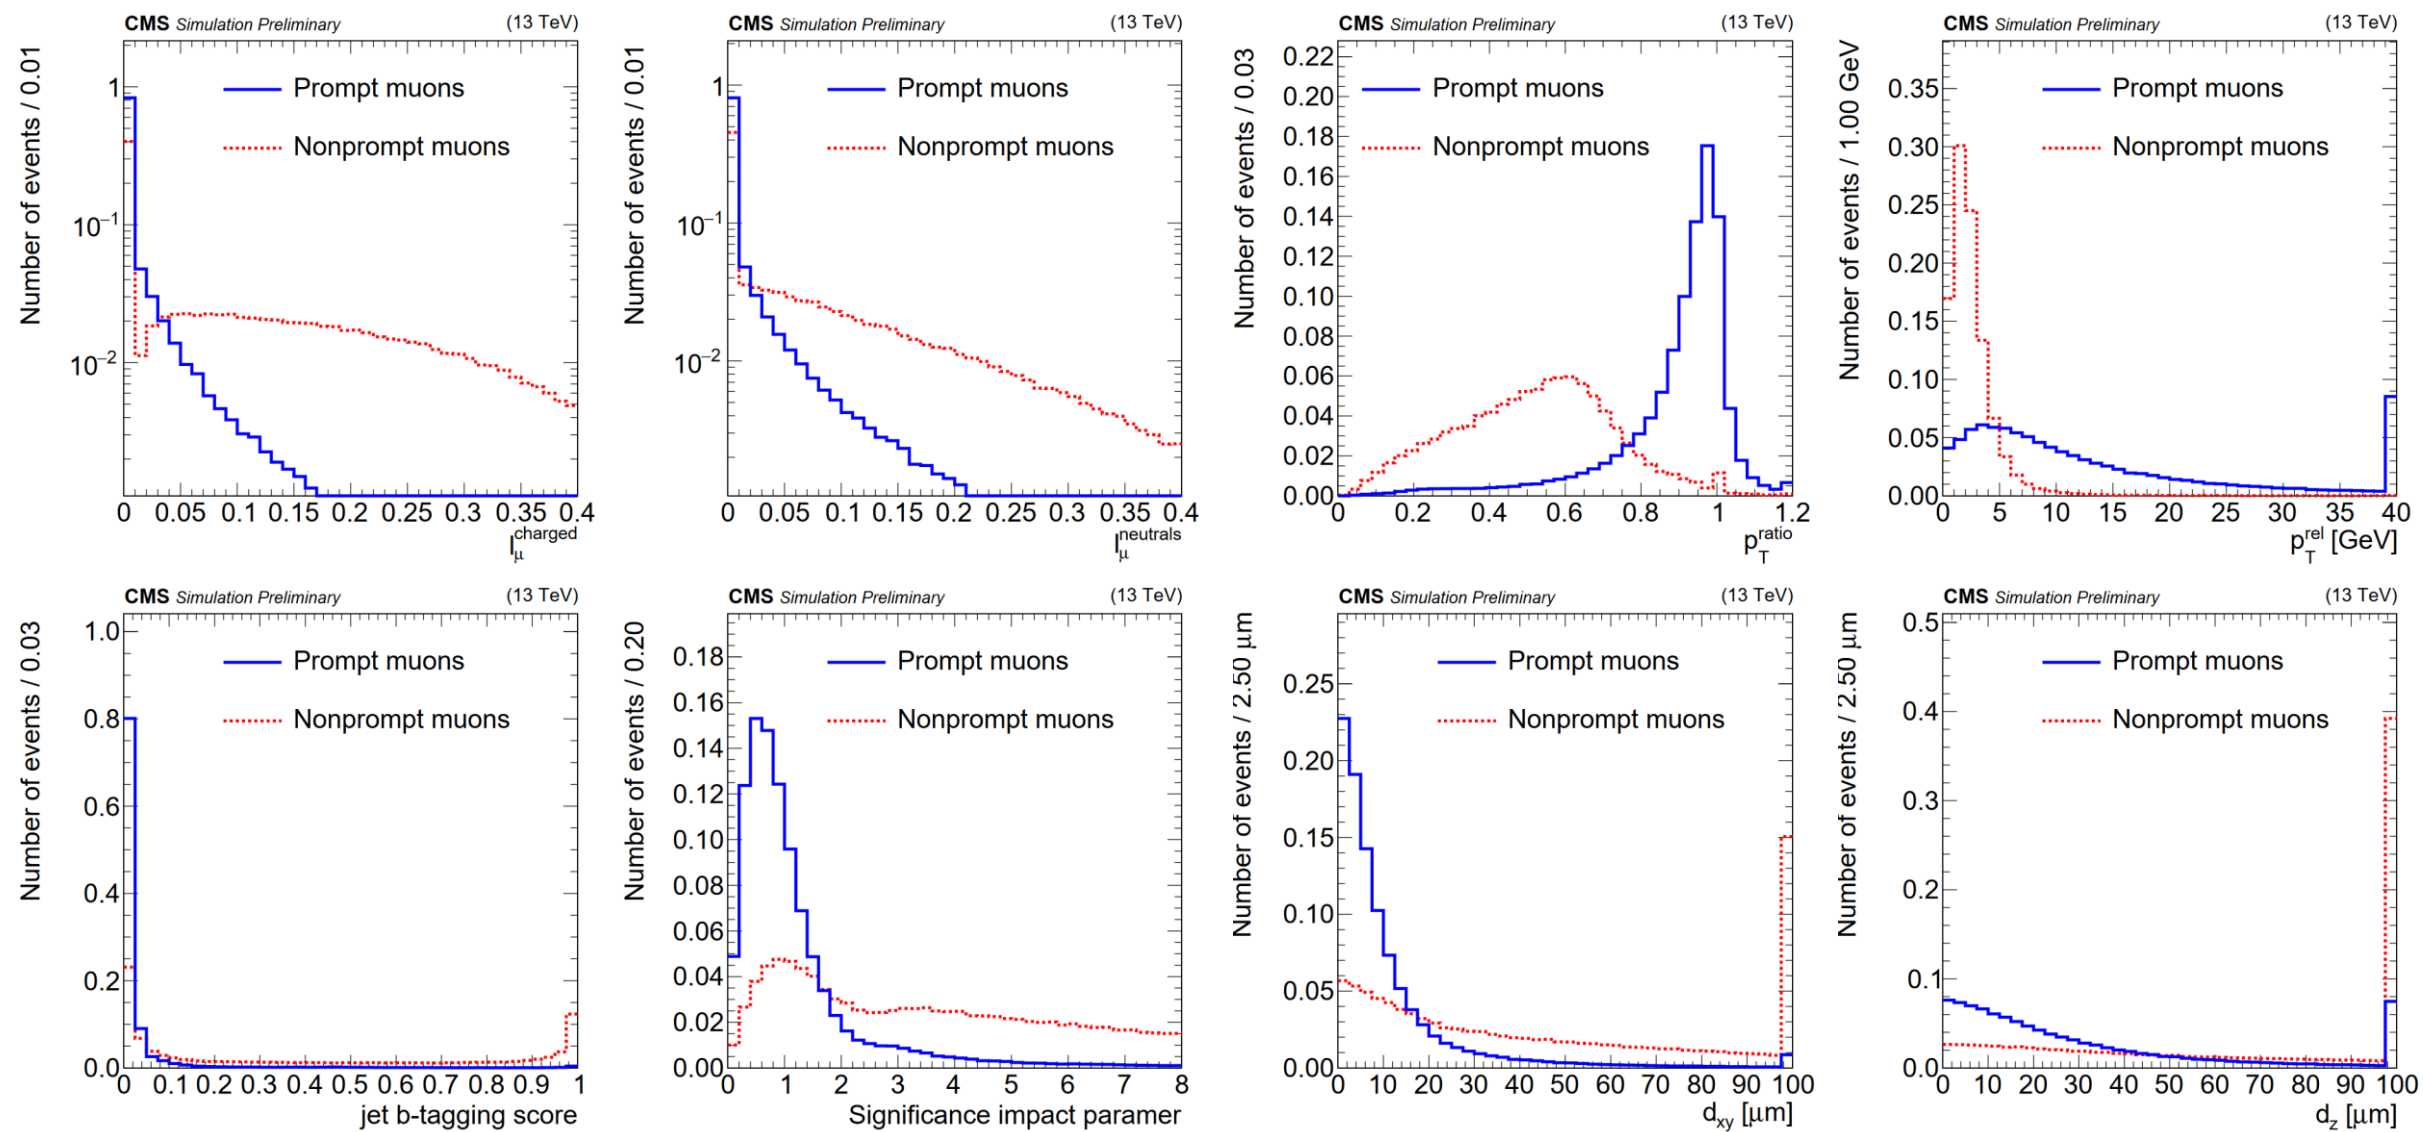 CMS Simulation Preliminary (13 TeV)
Number of events / 0.01
Prompt muons
Nonprompt muons
1
10⁻¹
10⁻²
0 0.05 0.1 0.15 0.2 0.25 0.3 0.35 0.4
I_μ^charged
CMS Simulation Preliminary (13 TeV)
Number of events / 0.01
Prompt muons
Nonprompt muons
1
10⁻¹
10⁻²
0 0.05 0.1 0.15 0.2 0.25 0.3 0.35 0.4
I_μ^neutrals
CMS Simulation Preliminary (13 TeV)
Number of events / 0.03
Prompt muons
Nonprompt muons
0.22
0.20
0.18
0.16
0.14
0.12
0.10
0.08
0.06
0.04
0.02
0.00
0 0.2 0.4 0.6 0.8 1 1.2
p_T^ratio
CMS Simulation Preliminary (13 TeV)
Number of events / 1.00 GeV
Prompt muons
Nonprompt muons
0.35
0.30
0.25
0.20
0.15
0.10
0.05
0.00
0 5 10 15 20 25 30 35 40
p_T^rel [GeV]
CMS Simulation Preliminary (13 TeV)
Number of events / 0.03
Prompt muons
Nonprompt muons
1.0
0.8
0.6
0.4
0.2
0.0
0 0.1 0.2 0.3 0.4 0.5 0.6 0.7 0.8 0.9 1
jet b-tagging score
CMS Simulation Preliminary (13 TeV)
Number of events / 0.20
Prompt muons
Nonprompt muons
0.18
0.16
0.14
0.12
0.10
0.08
0.06
0.04
0.02
0.00
0 1 2 3 4 5 6 7 8
Significance impact paramer
CMS Simulation Preliminary (13 TeV)
Number of events / 2.50 μm
Prompt muons
Nonprompt muons
0.25
0.20
0.15
0.10
0.05
0.00
0 10 20 30 40 50 60 70 80 90 100
d_xy [μm]
CMS Simulation Preliminary (13 TeV)
Number of events / 2.50 μm
Prompt muons
Nonprompt muons
0.5
0.4
0.3
0.2
0.1
0.0
0 10 20 30 40 50 60 70 80 90 100
d_z [μm]